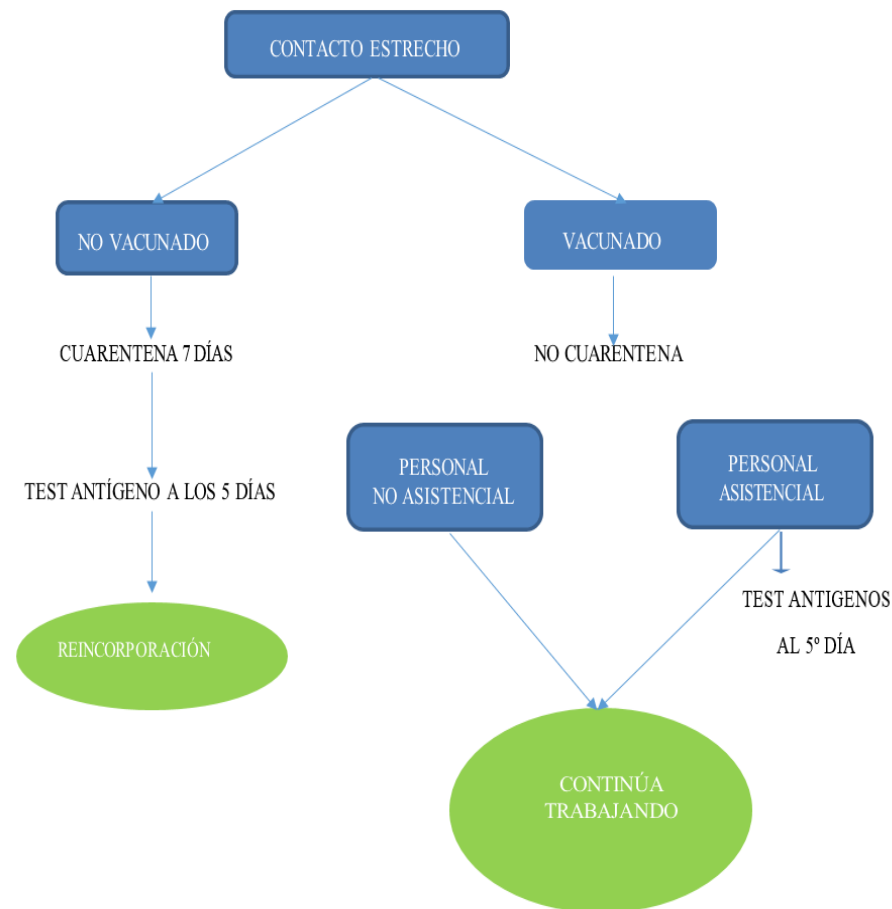 CONTACTO ESTRECHO
NO VACUNADO
VACUNADO
CUARENTENA 7 DÍAS
NO CUARENTENA
PERSONAL
NO ASISTENCIAL
PERSONAL
ASISTENCIAL
TEST ANTÍGENO A LOS 5 DÍAS
TEST ANTIGENOS
AL 5º DÍA
REINCORPORACIÓN
CONTINÚA
TRABAJANDO